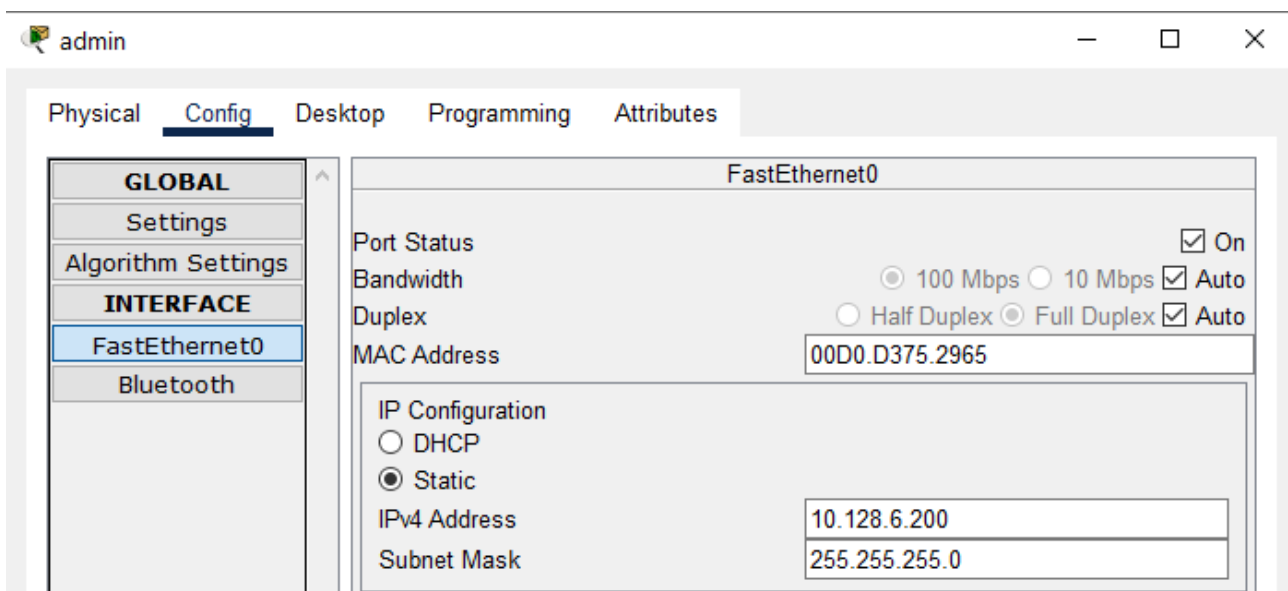 admin
Physical Config Desktop Programming Attributes
GLOBAL
Settings
Algorithm Settings
INTERFACE
FastEthernet0
Bluetooth
FastEthernet0
Port Status On
Bandwidth 100 Mbps 10 Mbps Auto
Duplex Half Duplex Full Duplex Auto
MAC Address 00D0.D375.2965
IP Configuration
DHCP
Static
IPv4 Address 10.128.6.200
Subnet Mask 255.255.255.0